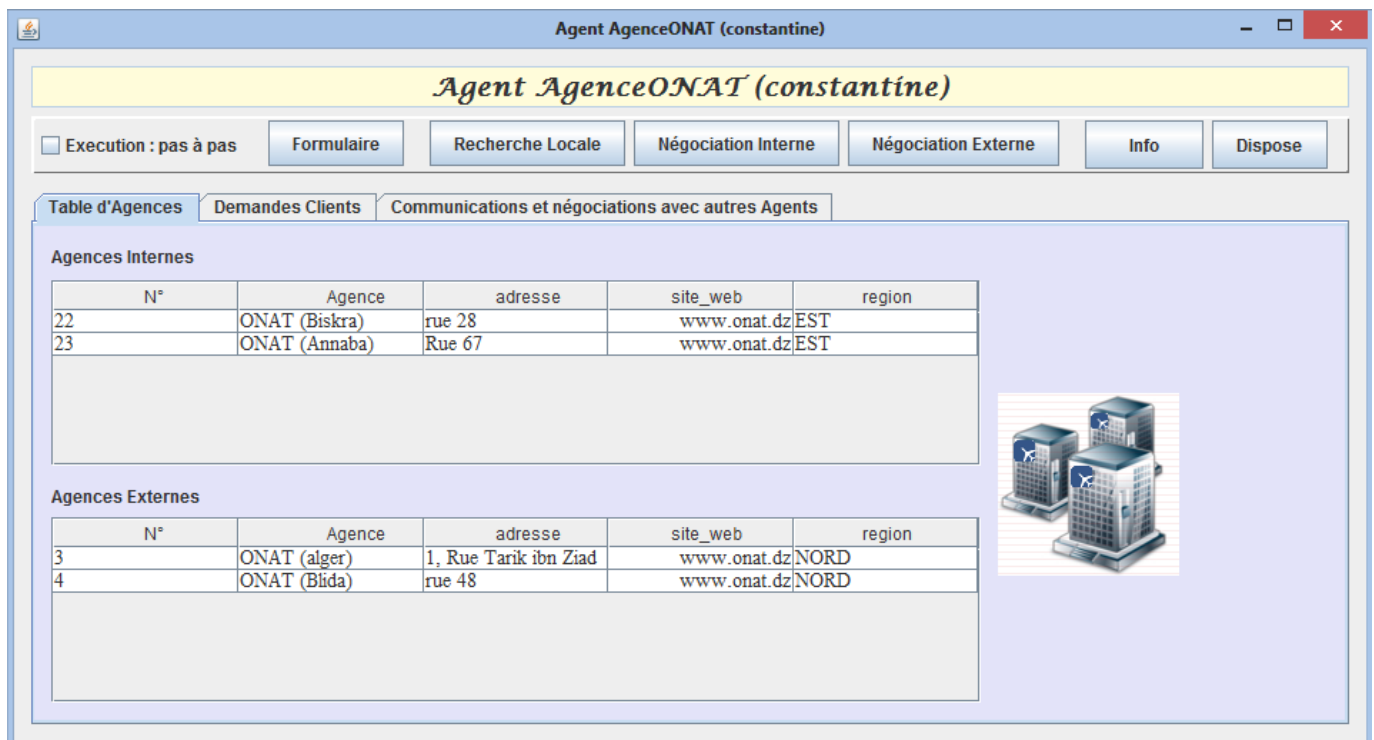 Agent AgenceONAT (constantine)
Agent AgenceONAT (constantine)
Execution : pas à pas Formulaire Recherche Locale Négociation Interne Négociation Externe Info Dispose
Table d'Agences Demandes Clients Communications et négociations avec autres Agents
Agences Internes
N° Agence adresse site_web region
22 ONAT (Biskra) rue 28 www.onat.dz EST
23 ONAT (Annaba) Rue 67 www.onat.dz EST
Agences Externes
N° Agence adresse site_web region
3 ONAT (alger) 1, Rue Tarik ibn Ziad www.onat.dz NORD
4 ONAT (Blida) rue 48 www.onat.dz NORD